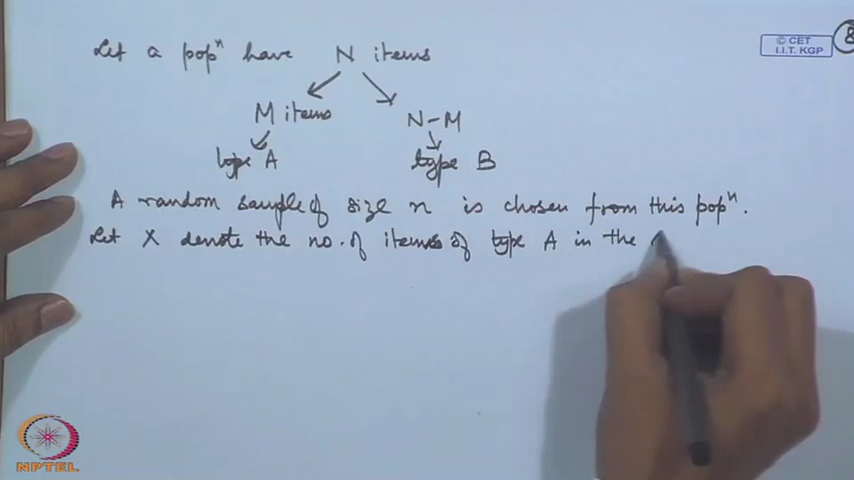 Let a popⁿ have N items
© CET
I.I.T. KGP
8
M items N-M
type A type B
A random sample of size n is chosen from this popⁿ.
Let X denote the no. of items of type A in the
NPTEL